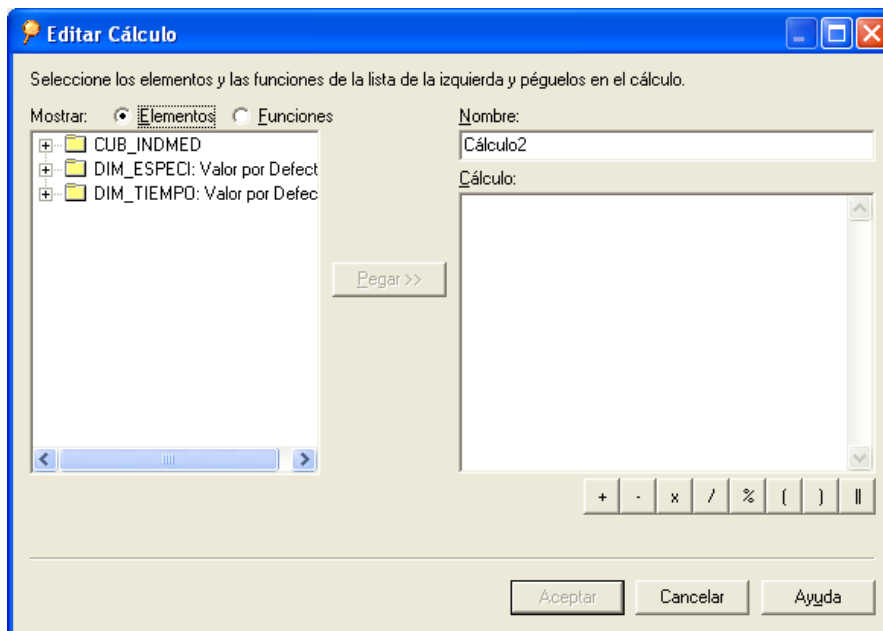 Editar Cálculo
Seleccione los elementos y las funciones de la lista de la izquierda y péguelos en el cálculo.
Mostrar: Elementos Funciones
CUB_INDMED
DIM_ESPECI: Valor por Defect
DIM_TIEMPO: Valor por Defec
Pegar >>
Nombre:
Cálculo2
Cálculo:
+ - x / % ( ) ||
Aceptar Cancelar Ayuda